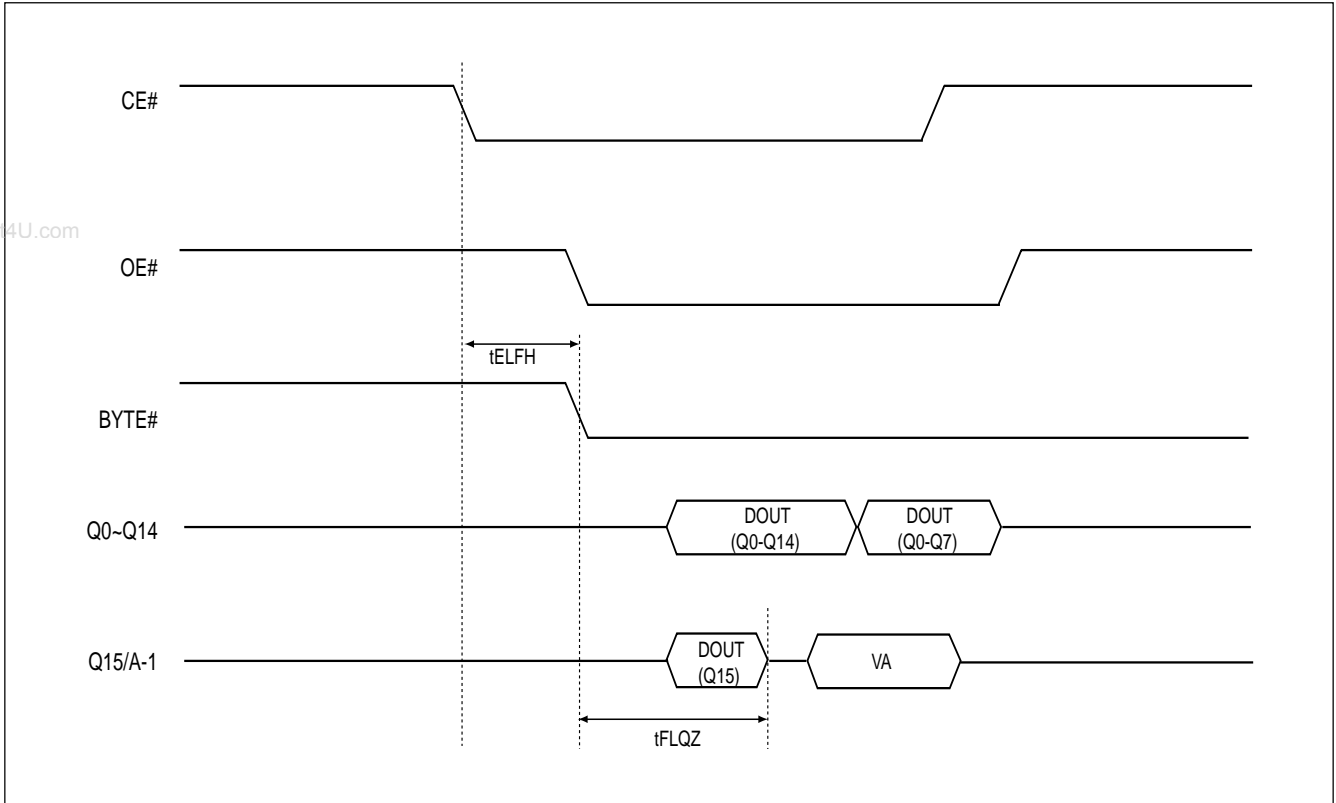 CE#
t4U.com
OE#
tELFH
BYTE#
Q0~Q14
DOUT
(Q0-Q14)
DOUT
(Q0-Q7)
Q15/A-1
DOUT
(Q15)
VA
tFLQZ